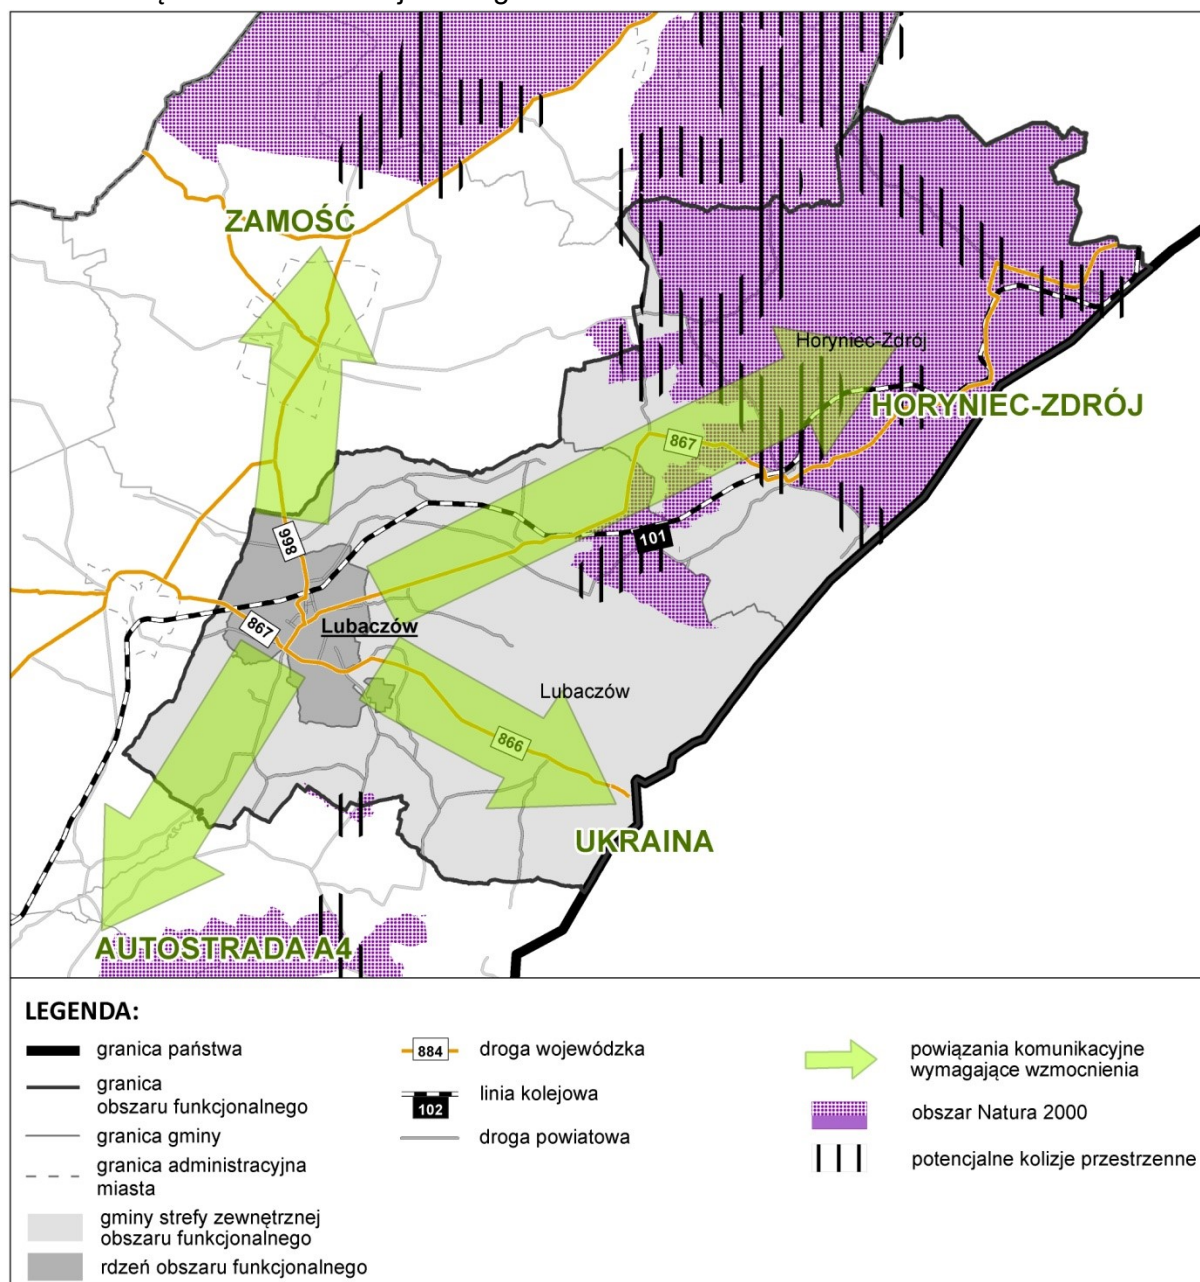 ZAMOŚĆ
Horyniec-Zdrój
HORYNIEC-ZDRÓJ
867
866
101
867
Lubaczów
Lubaczów
866
UKRAINA
AUTOSTRADA A4
LEGENDA:
granica państwa
granica
obszaru funkcjonalnego
granica gminy
granica administracyjna
miasta
gminy strefy zewnętrznej
obszaru funkcjonalnego
rdzeń obszaru funkcjonalnego
884 droga wojewódzka
linia kolejowa
102
droga powiatowa
powiązania komunikacyjne
wymagające wzmocnienia
obszar Natura 2000
potencjalne kolizje przestrzenne